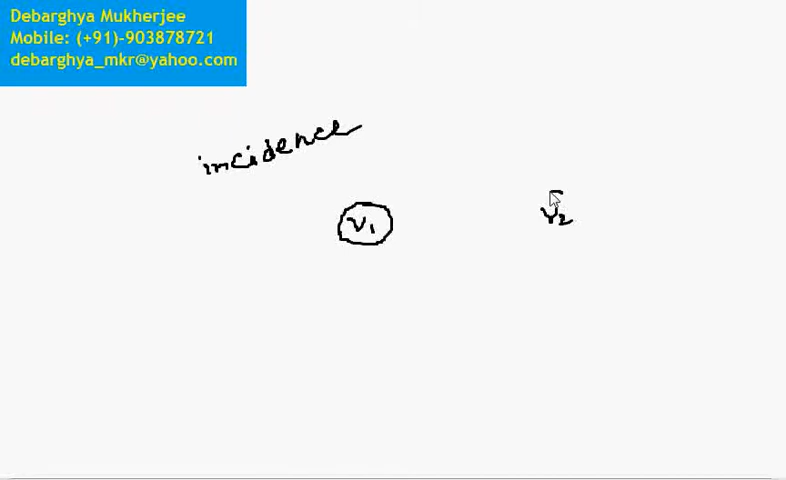 Debarghya Mukherjee
Mobile: (+91)-903878721
debarghya_mkr@yahoo.com
incidence
v1
v2